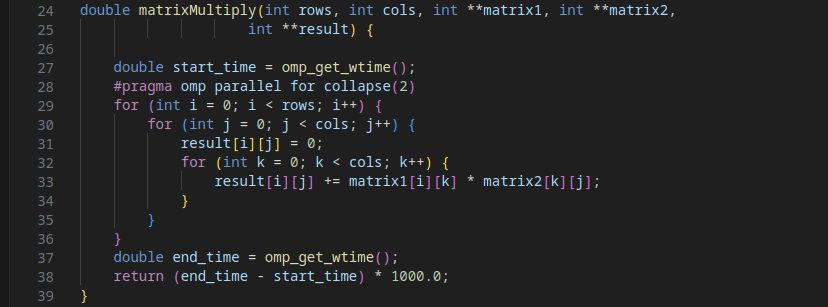 24 double matrixMultiply(int rows, int cols, int **matrix1, int **matrix2,
25                     int **result) {
26
27     double start_time = omp_get_wtime();
28     #pragma omp parallel for collapse(2)
29     for (int i = 0; i < rows; i++) {
30         for (int j = 0; j < cols; j++) {
31             result[i][j] = 0;
32             for (int k = 0; k < cols; k++) {
33                 result[i][j] += matrix1[i][k] * matrix2[k][j];
34             }
35         }
36     }
37     double end_time = omp_get_wtime();
38     return (end_time - start_time) * 1000.0;
39 }